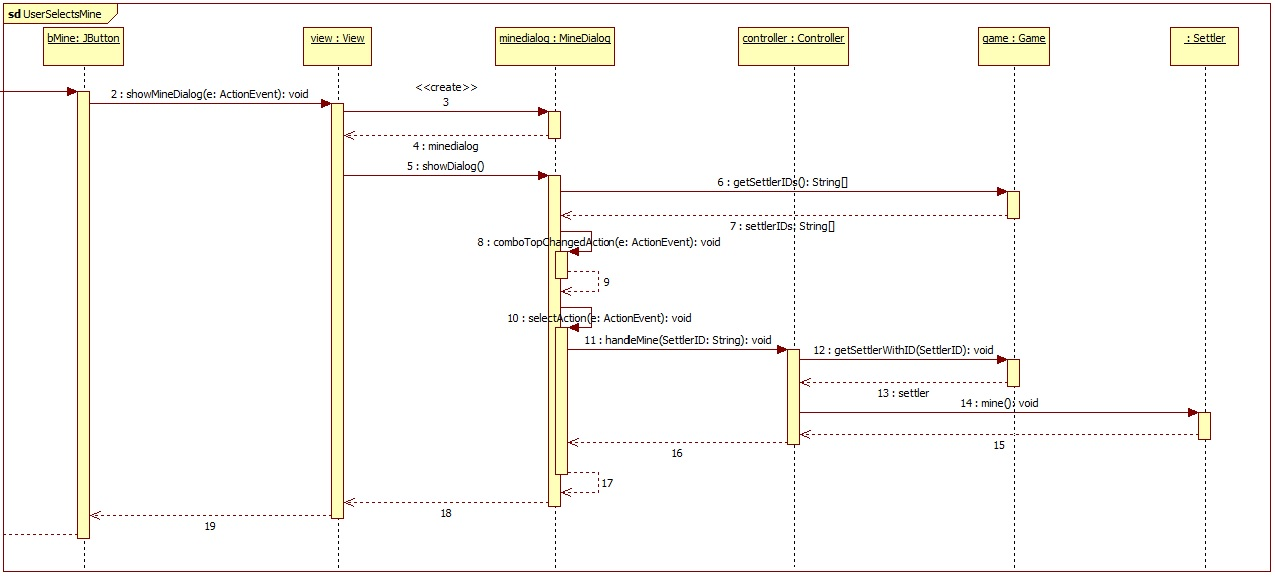 sd UserSelectsMine
bMine: JButton
view : View
minedialog : MineDialog
controller : Controller
game : Game
: Settler
2 : showMineDialog(e: ActionEvent): void
<<create>>
3
4 : minedialog
5 : showDialog()
6 : getSettlerIDs(): String[]
7 : settlerIDs: String[]
8 : comboTopChangedAction(e: ActionEvent): void
9
10 : selectAction(e: ActionEvent): void
11 : handleMine(SettlerID: String): void
12 : getSettlerWithID(SettlerID): void
13 : settler
14 : mine(): void
15
16
17
18
19